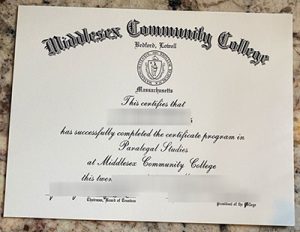 Middlesex Community College
Bedford, Lowell
Massachusetts
This certifies that
has successfully completed the certificate program in
Paralegal Studies
at Middlesex Community College
this
Chairman, Board of Trustees
President of the College